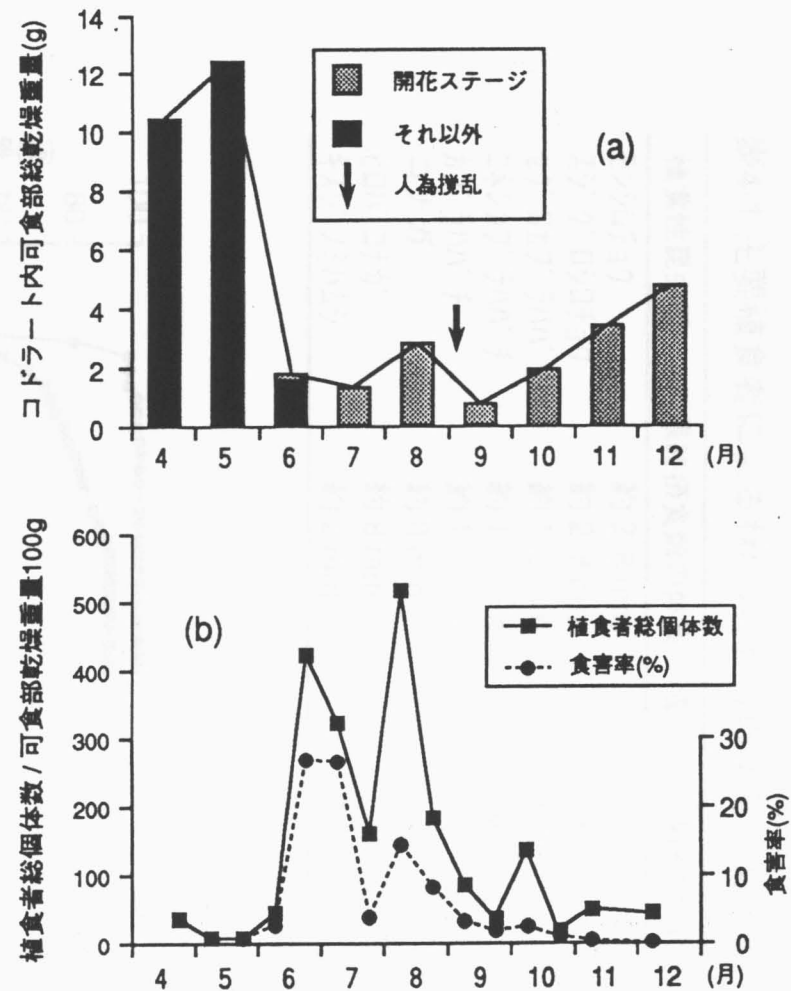 コドラート内可食部総乾燥重量(g)
14
12
10
8
6
4
2
0
開花ステージ
それ以外
人為撹乱
(a)
4 5 6 7 8 9 10 11 12 (月)
植食者総個体数 / 可食部乾燥重量100g
600
500
400
300
200
100
0
(b)
植食者総個体数
食害率(%)
30
20
10
0
食害率(%)
4 5 6 7 8 9 10 11 12 (月)